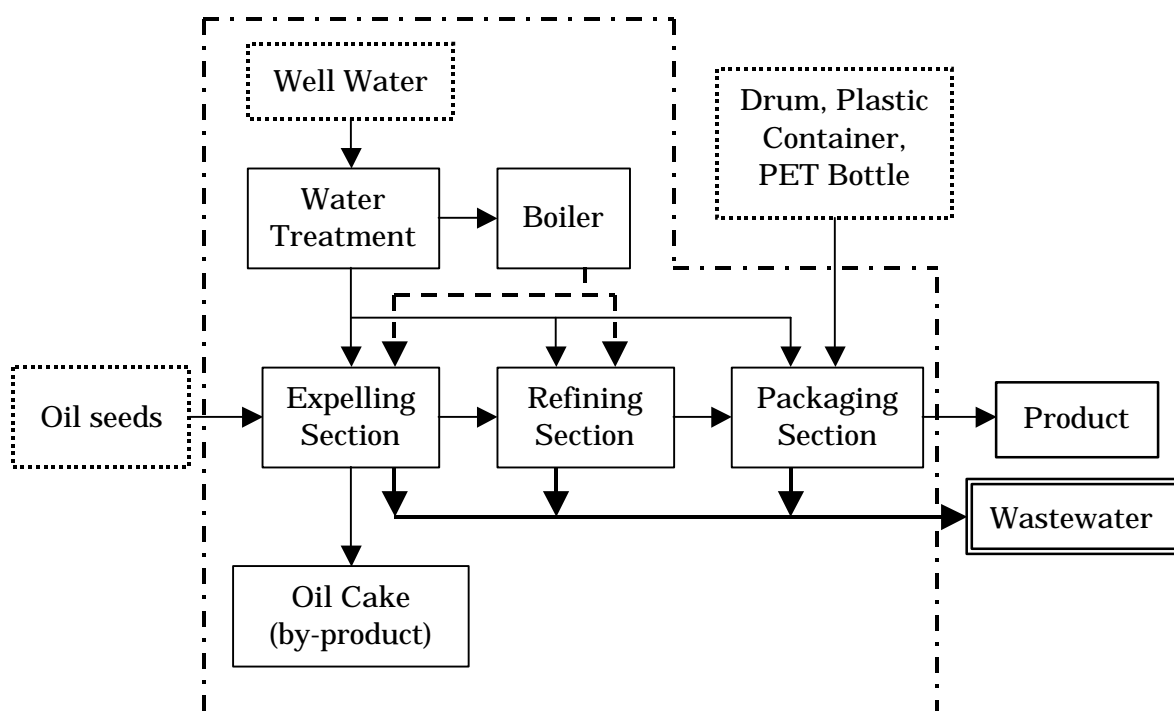 Well Water
Drum, Plastic
Container,
PET Bottle
Water
Treatment
Boiler
Oil seeds
Expelling
Section
Refining
Section
Packaging
Section
Product
Wastewater
Oil Cake
(by-product)